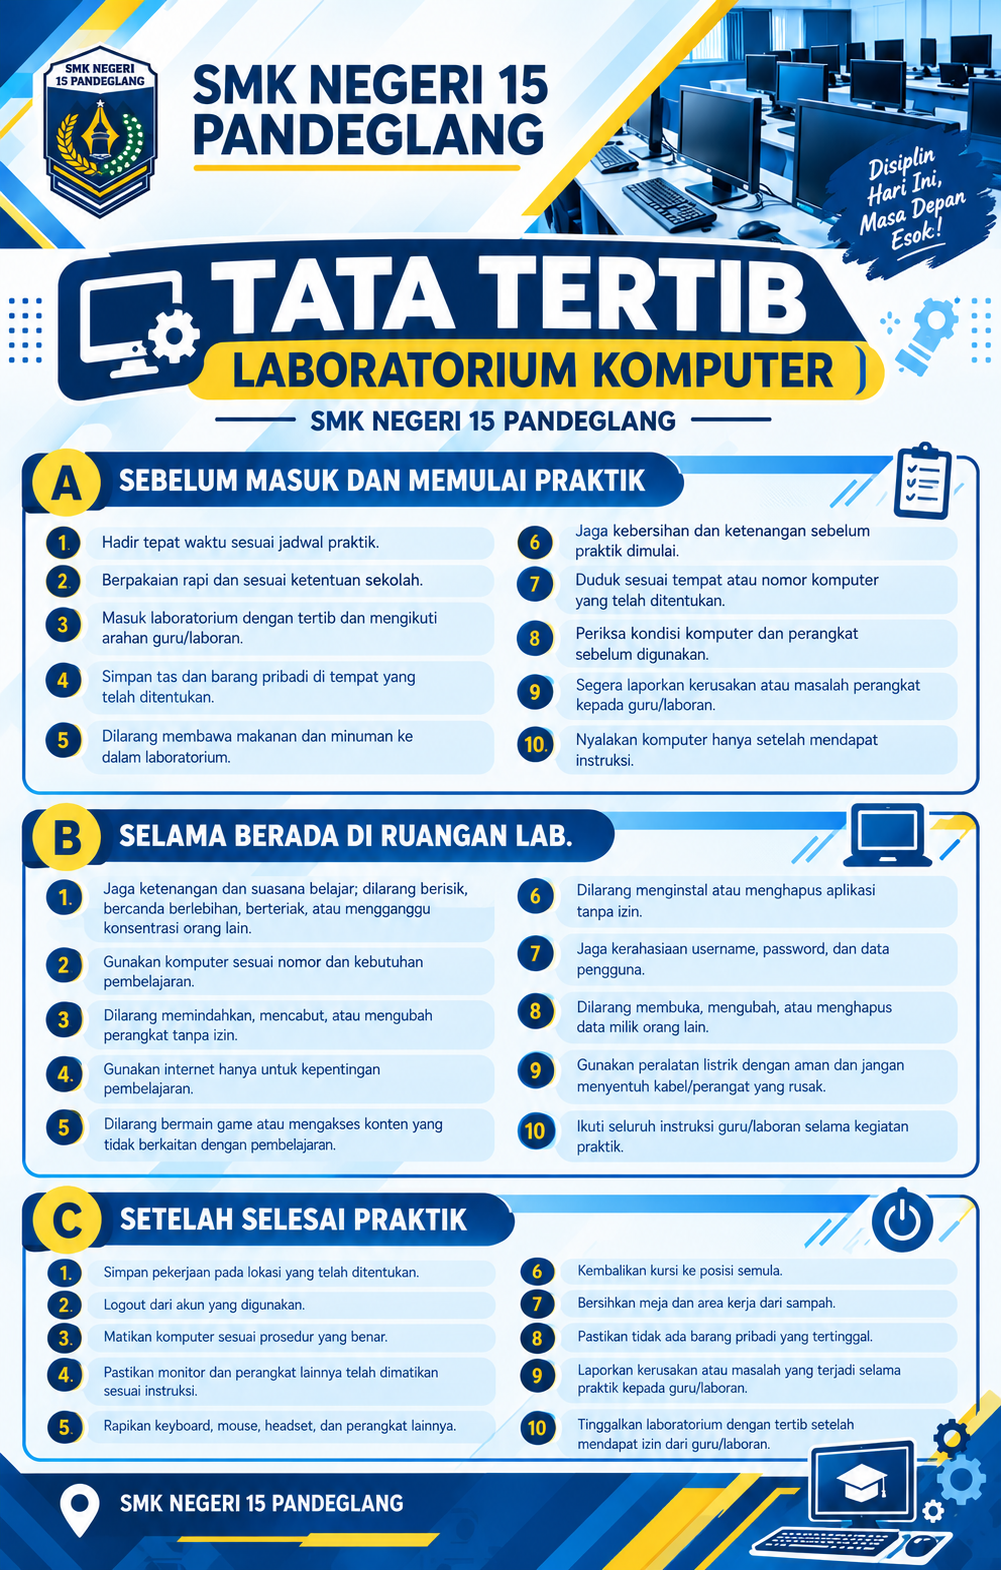 SMK NEGERI
15 PANDEGLANG
SMK NEGERI 15
PANDEGLANG
Disiplin
Hari Ini,
Masa Depan
Esok!
TATA TERTIB
LABORATORIUM KOMPUTER
SMK NEGERI 15 PANDEGLANG
A
SEBELUM MASUK DAN MEMULAI PRAKTIK
1. Hadir tepat waktu sesuai jadwal praktik.
2. Berpakaian rapi dan sesuai ketentuan sekolah.
3 Masuk laboratorium dengan tertib dan mengikuti
arahan guru/laboran.
4 Simpan tas dan barang pribadi di tempat yang
telah ditentukan.
5 Dilarang membawa makanan dan minuman ke
dalam laboratorium.
6 Jaga kebersihan dan ketenangan sebelum
praktik dimulai.
7 Duduk sesuai tempat atau nomor komputer
yang telah ditentukan.
8 Periksa kondisi komputer dan perangkat
sebelum digunakan.
9 Segera laporkan kerusakan atau masalah perangkat
kepada guru/laboran.
10. Nyalakan komputer hanya setelah mendapat
instruksi.
B
SELAMA BERADA DI RUANGAN LAB.
1. Jaga ketenangan dan suasana belajar; dilarang berisik,
bercanda berlebihan, berteriak, atau mengganggu
konsentrasi orang lain.
2 Gunakan komputer sesuai nomor dan kebutuhan
pembelajaran.
3 Dilarang memindahkan, mencabut, atau mengubah
perangkat tanpa izin.
4. Gunakan internet hanya untuk kepentingan
pembelajaran.
5 Dilarang bermain game atau mengakses konten yang
tidak berkaitan dengan pembelajaran.
6 Dilarang menginstal atau menghapus aplikasi
tanpa izin.
7 Jaga kerahasiaan username, password, dan data
pengguna.
8 Dilarang membuka, mengubah, atau menghapus
data milik orang lain.
9 Gunakan peralatan listrik dengan aman dan jangan
menyentuh kabel/perangat yang rusak.
10 Ikuti seluruh instruksi guru/laboran selama kegiatan
praktik.
C
SETELAH SELESAI PRAKTIK
1. Simpan pekerjaan pada lokasi yang telah ditentukan.
2. Logout dari akun yang digunakan.
3. Matikan komputer sesuai prosedur yang benar.
4. Pastikan monitor dan perangkat lainnya telah dimatikan
sesuai instruksi.
5. Rapikan keyboard, mouse, headset, dan perangkat lainnya.
6 Kembalikan kursi ke posisi semula.
7 Bersihkan meja dan area kerja dari sampah.
8 Pastikan tidak ada barang pribadi yang tertinggal.
9 Laporkan kerusakan atau masalah yang terjadi selama
praktik kepada guru/laboran.
10 Tinggalkan laboratorium dengan tertib setelah
mendapat izin dari guru/laboran.
SMK NEGERI 15 PANDEGLANG